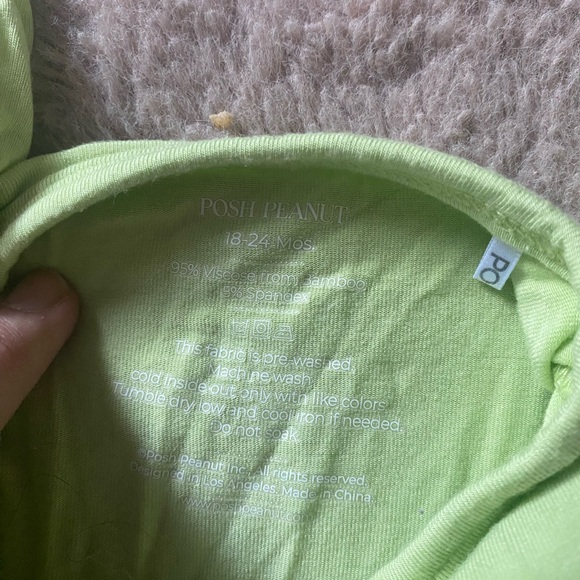 POSH PEANUT
18-24 Mos.
95% Viscose from Bamboo,
5% Spandex
This fabric is pre-washed.
Machine wash
cold inside out only with like colors.
Tumble dry low and cool iron if needed.
Do not soak.
©Posh Peanut Inc. All rights reserved.
Designed in Los Angeles. Made in China.
PO